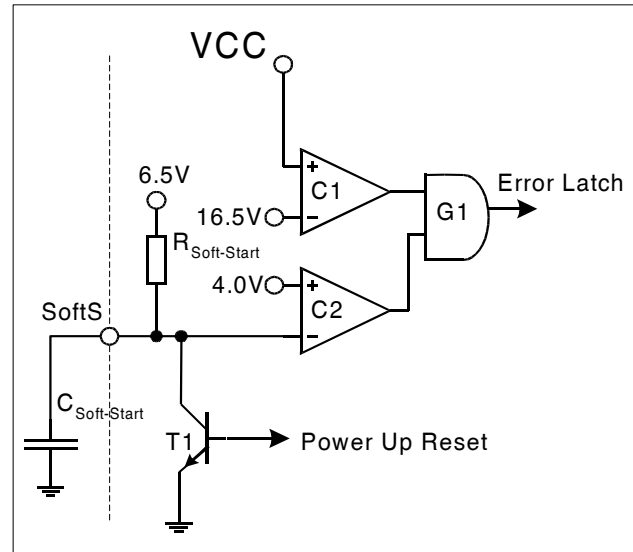 VCC
6.5V
C1
Error Latch
G1
16.5V
R Soft-Start
4.0V
SoftS
C2
C Soft-Start
T1
Power Up Reset
+
-
+
-